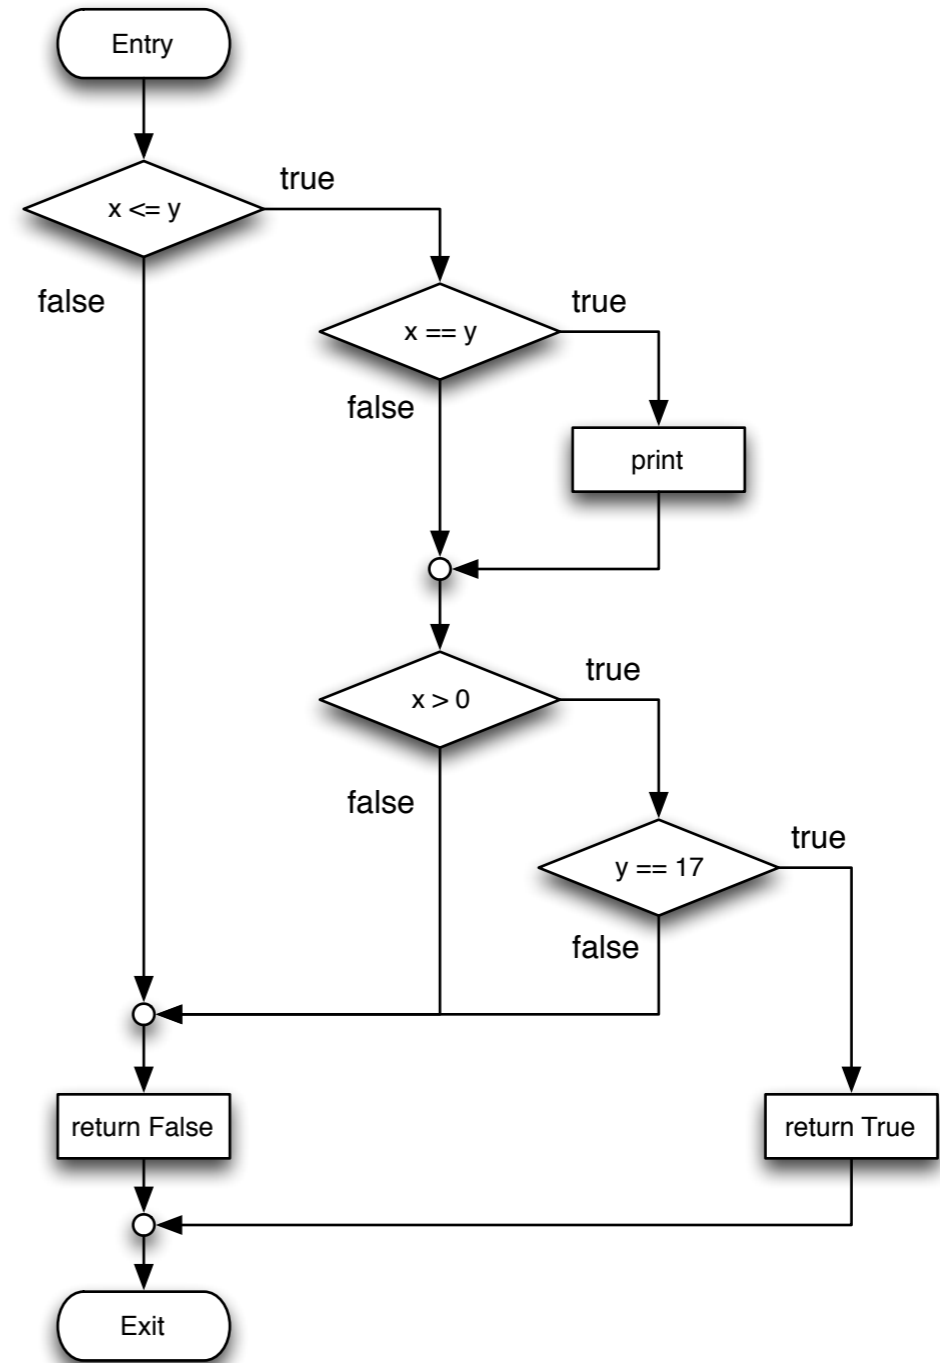 Entry
true
x <= y
false
true
x == y
false
print
true
x > 0
false
true
y == 17
false
return False
return True
Exit